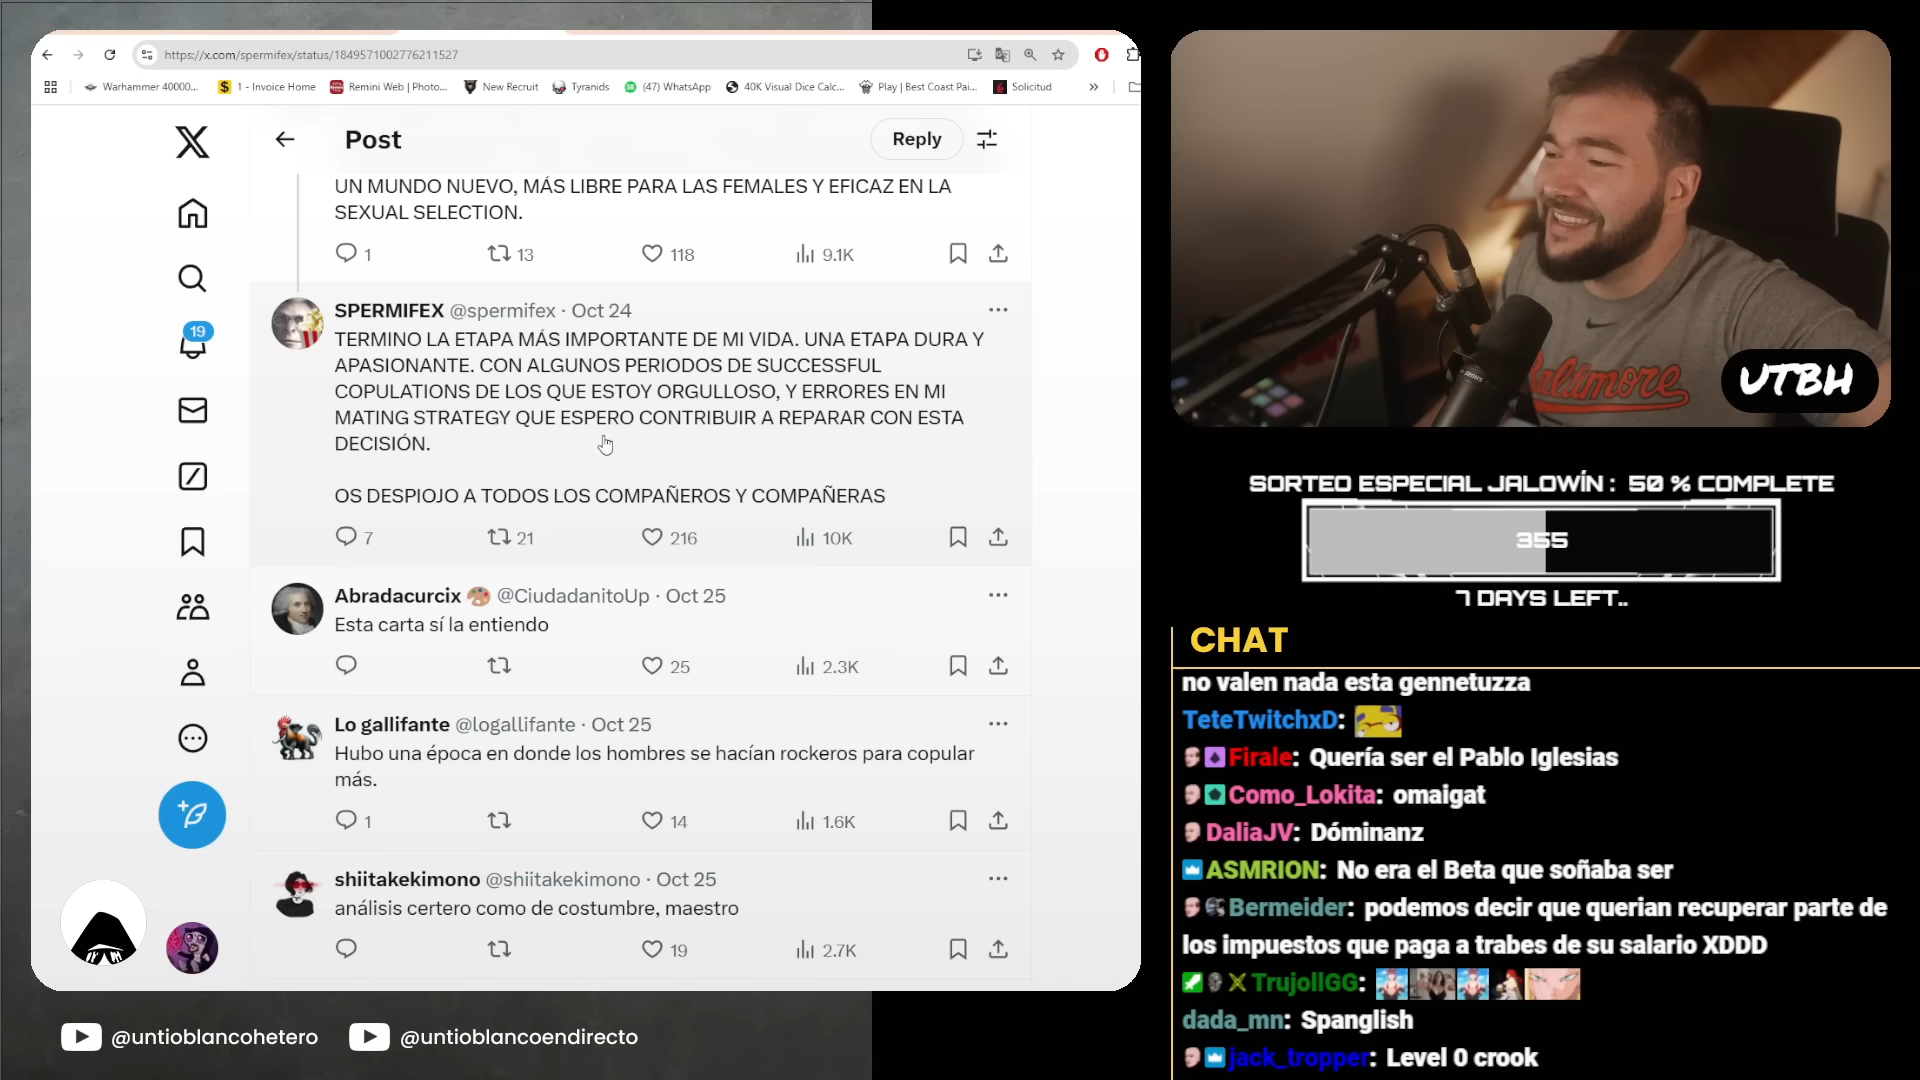 https://x.com/spermifex/status/1849571002776211527
Warhammer 40000...
1 - Invoice Home
Remini Web | Photo...
New Recruit
Tyranids
(47) WhatsApp
40K Visual Dice Calc...
Play | Best Coast Pai...
Solicitud
Post
Reply
19
UN MUNDO NUEVO, MÁS LIBRE PARA LAS FEMALES Y EFICAZ EN LA
SEXUAL SELECTION.
1 13 118 9.1K
SPERMIFEX @spermifex · Oct 24
TERMINO LA ETAPA MÁS IMPORTANTE DE MI VIDA. UNA ETAPA DURA Y
APASIONANTE. CON ALGUNOS PERIODOS DE SUCCESSFUL
COPULATIONS DE LOS QUE ESTOY ORGULLOSO, Y ERRORES EN MI
MATING STRATEGY QUE ESPERO CONTRIBUIR A REPARAR CON ESTA
DECISIÓN.
OS DESPIOJO A TODOS LOS COMPAÑEROS Y COMPAÑERAS
7 21 216 10K
Abradacurcix @CiudadanitoUp · Oct 25
Esta carta sí la entiendo
25 2.3K
Lo gallifante @logallifante · Oct 25
Hubo una época en donde los hombres se hacían rockeros para copular
más.
1 14 1.6K
shiitakekimono @shiitakekimono · Oct 25
análisis certero como de costumbre, maestro
19 2.7K
@untioblancohetero
@untioblancoendirecto
Baltimore
UTBH
SORTEO ESPECIAL JALOWÍN : 50 % COMPLETE
355
7 DAYS LEFT..
CHAT
no valen nada esta gennetuzza
TeteTwitchxD:
Firale: Quería ser el Pablo Iglesias
Como_Lokita: omaigat
DaliaJV: Dóminanz
ASMRION: No era el Beta que soñaba ser
Bermeider: podemos decir que querian recuperar parte de
los impuestos que paga a trabes de su salario XDDD
TrujollGG:
dada_mn: Spanglish
jack_tropper: Level 0 crook